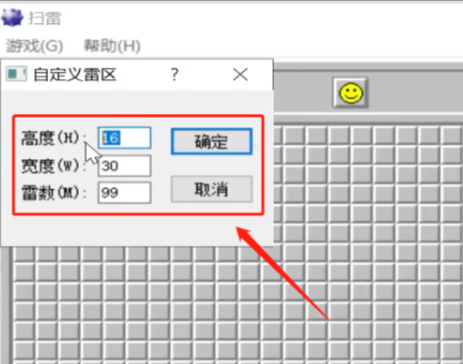 扫雷
游戏(G) 帮助(H)
自定义雷区 ?
高度(H): 16 确定
宽度(W): 30
雷数(M): 99 取消